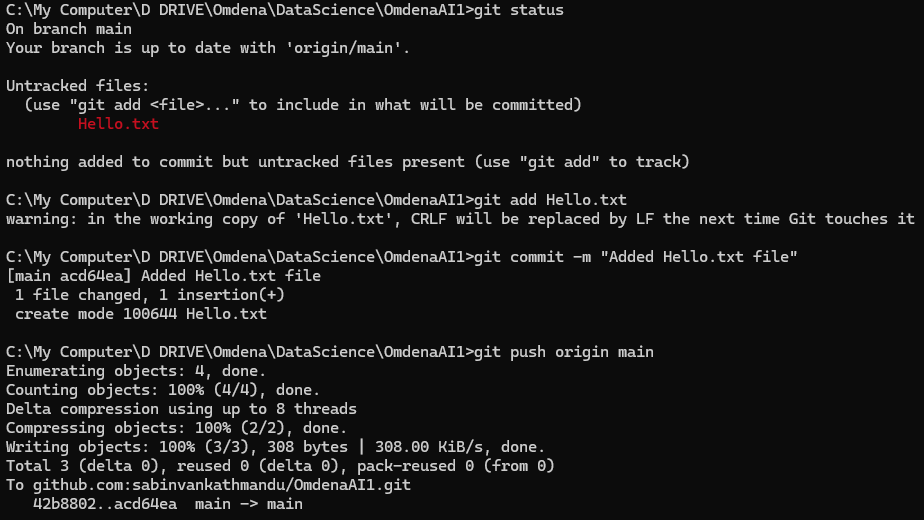 C:\My Computer\D DRIVE\Omdena\DataScience\OmdenaAI1>git status
On branch main
Your branch is up to date with 'origin/main'.
Untracked files:
  (use "git add <file>..." to include in what will be committed)
        Hello.txt
nothing added to commit but untracked files present (use "git add" to track)
C:\My Computer\D DRIVE\Omdena\DataScience\OmdenaAI1>git add Hello.txt
warning: in the working copy of 'Hello.txt', CRLF will be replaced by LF the next time Git touches it
C:\My Computer\D DRIVE\Omdena\DataScience\OmdenaAI1>git commit -m "Added Hello.txt file"
[main acd64ea] Added Hello.txt file
 1 file changed, 1 insertion(+)
 create mode 100644 Hello.txt
C:\My Computer\D DRIVE\Omdena\DataScience\OmdenaAI1>git push origin main
Enumerating objects: 4, done.
Counting objects: 100% (4/4), done.
Delta compression using up to 8 threads
Compressing objects: 100% (2/2), done.
Writing objects: 100% (3/3), 308 bytes | 308.00 KiB/s, done.
Total 3 (delta 0), reused 0 (delta 0), pack-reused 0 (from 0)
To github.com:sabinvankathmandu/OmdenaAI1.git
   42b8802..acd64ea  main -> main